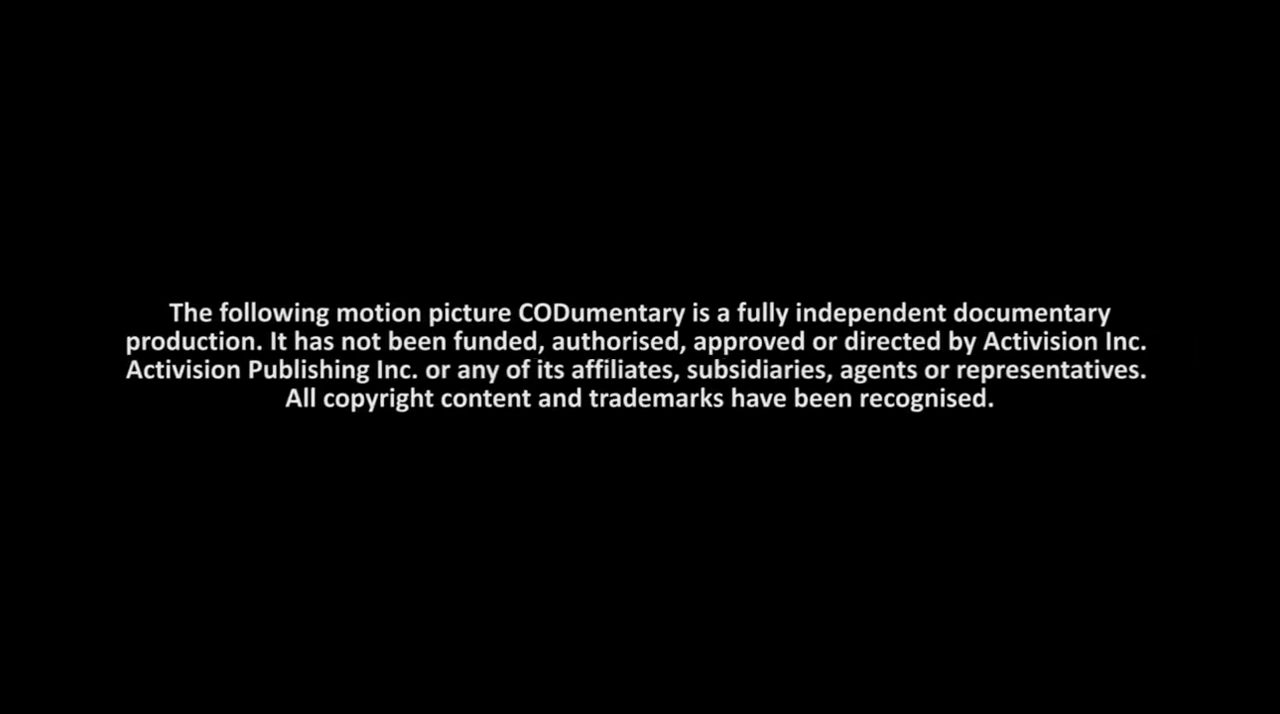 The following motion picture CODumentary is a fully independent documentary
production. It has not been funded, authorised, approved or directed by Activision Inc.
Activision Publishing Inc. or any of its affiliates, subsidiaries, agents or representatives.
All copyright content and trademarks have been recognised.